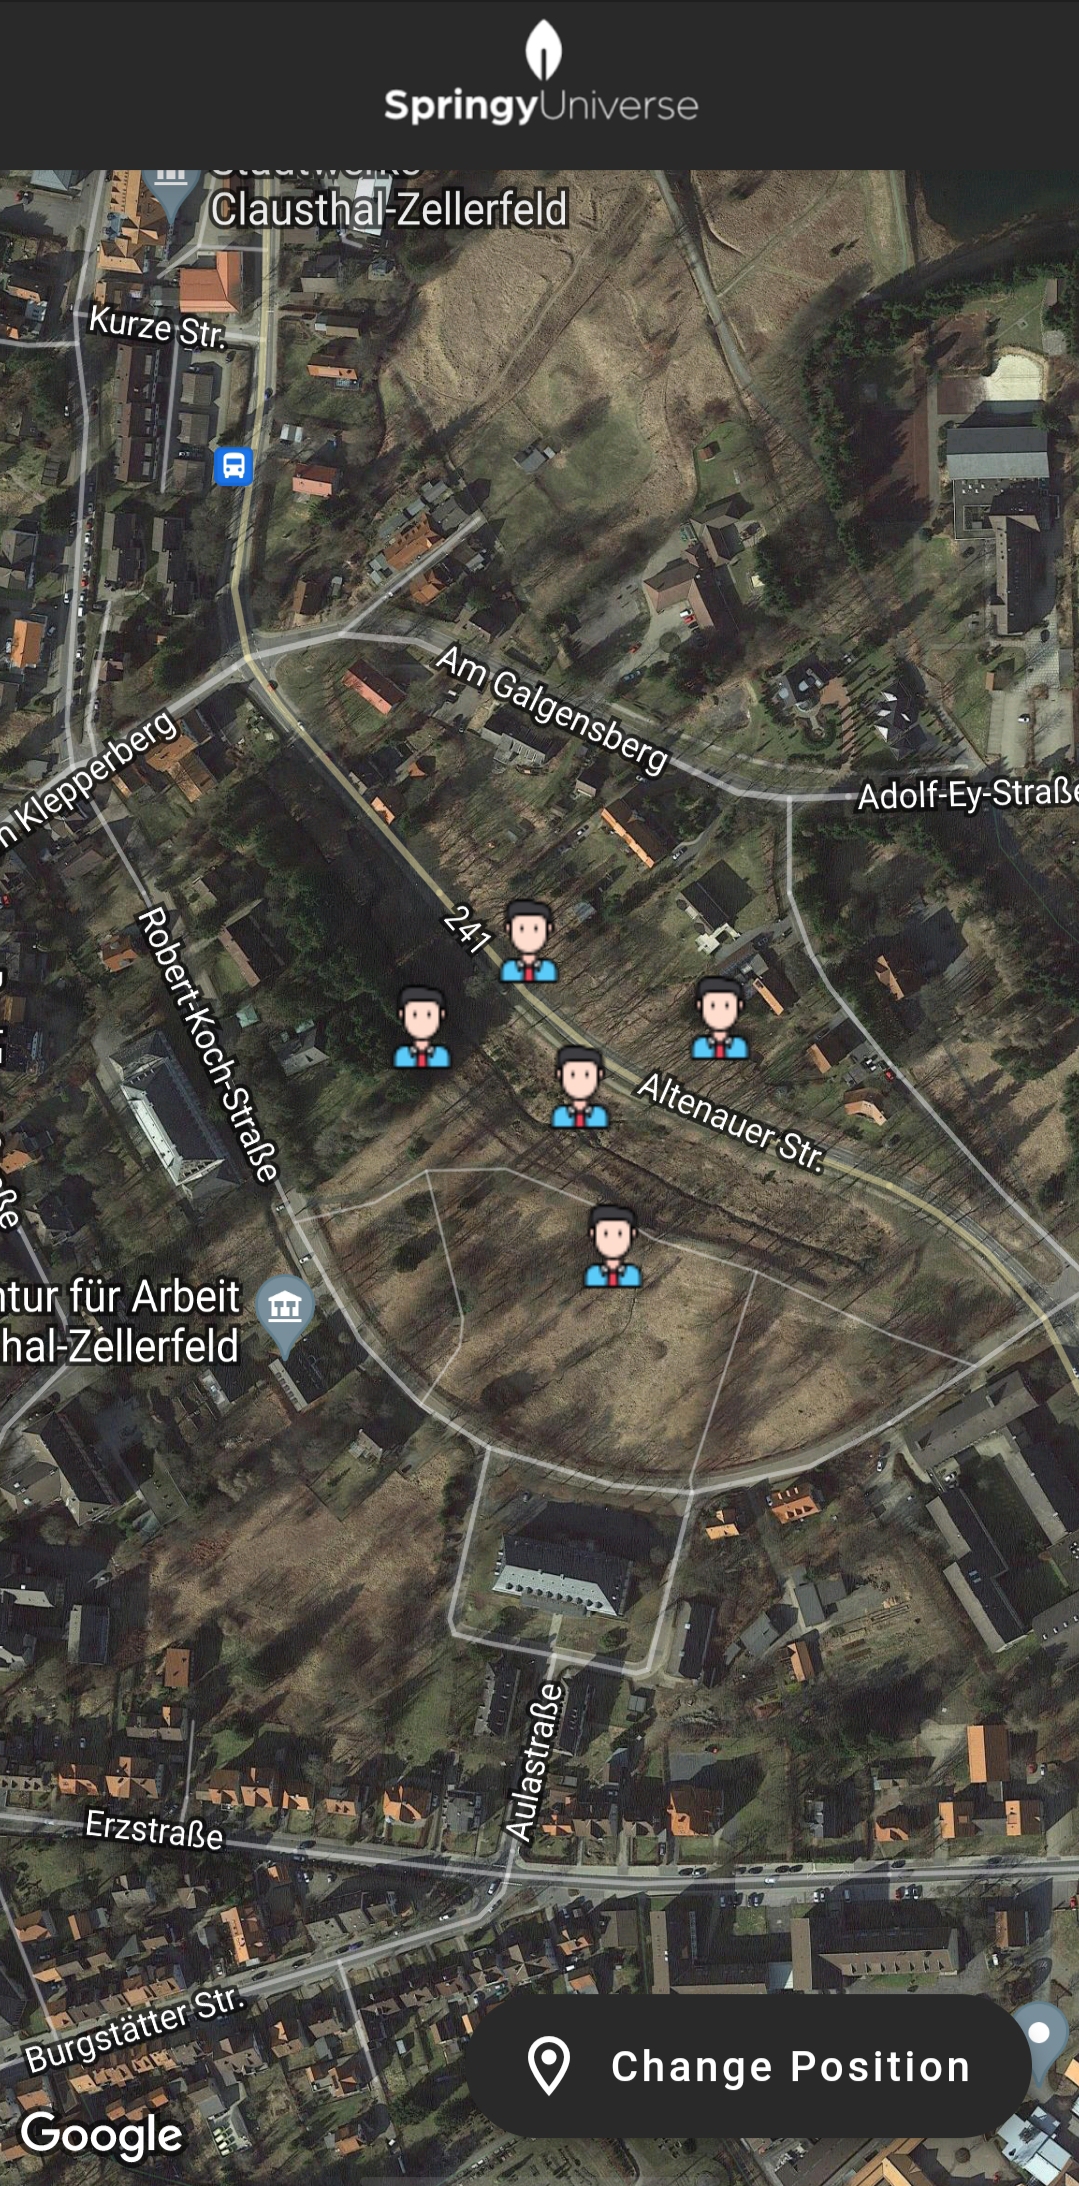 SpringyUniverse
Stadtwerke
Clausthal-Zellerfeld
Kurze Str.
Am Galgensberg
Adolf-Ey-Straße
Klepperberg
241
Robert-Koch-Straße
Altenauer Str.
ntur für Arbeit
hal-Zellerfeld
Aulastraße
Erzstraße
Burgstätter Str.
Change Position
Google